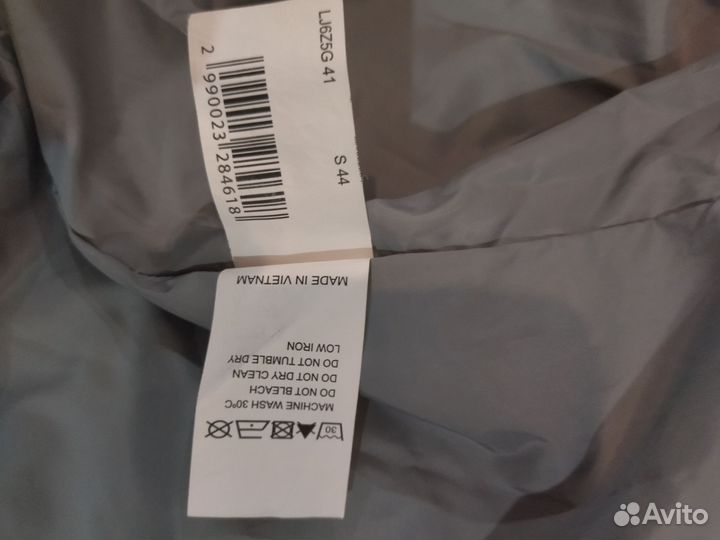 LJ6Z5G 41
S 44
2 990023 284618
30
MACHINE WASH 30°C
DO NOT BLEACH
DO NOT DRY CLEAN
DO NOT TUMBLE DRY
LOW IRON
MADE IN VIETNAM
Avito